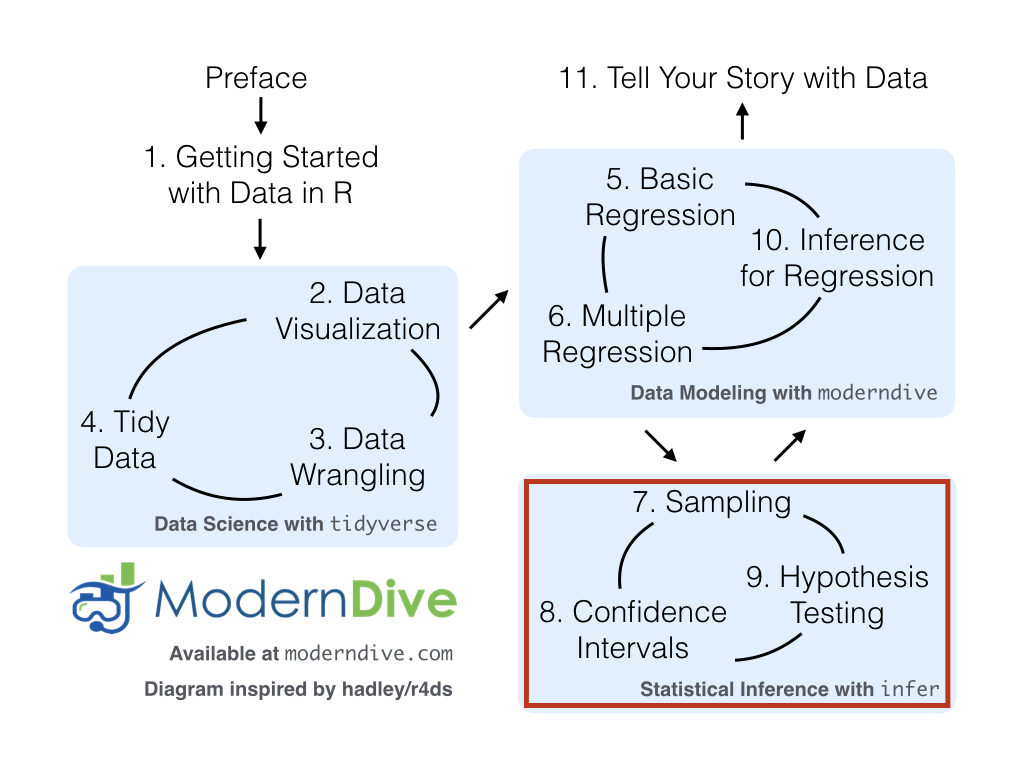 Preface
1. Getting Started
with Data in R
2. Data
Visualization
4. Tidy
Data
3. Data
Wrangling
Data Science with tidyverse
ModernDive
Available at moderndive.com
Diagram inspired by hadley/r4ds
11. Tell Your Story with Data
5. Basic
Regression
10. Inference
for Regression
6. Multiple
Regression
Data Modeling with moderndive
7. Sampling
9. Hypothesis
Testing
8. Confidence
Intervals
Statistical Inference with infer